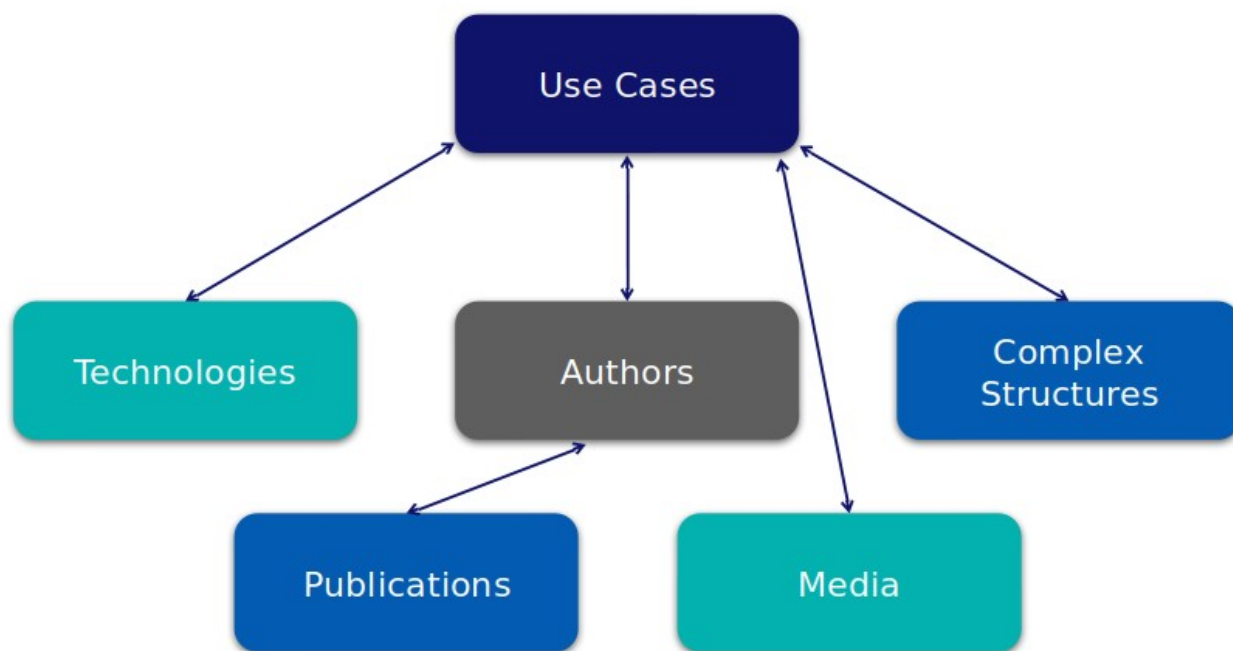 Use Cases
Technologies
Authors
Complex
Structures
Publications
Media